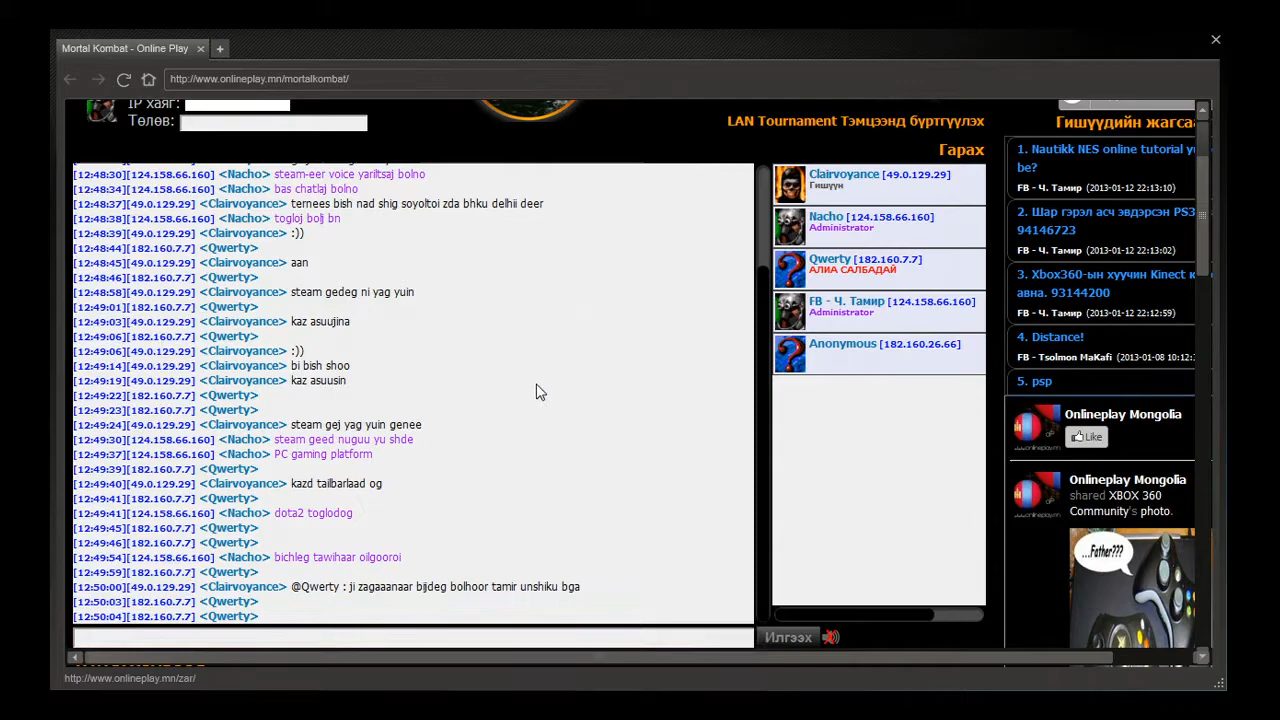 Mortal Kombat - Online Play
http://www.onlineplay.mn/mortalkombat/
IP хаяг:
Төлөв:
LAN Tournament Тэмцээнд бүртгүүлэх
Гарах
[12:48:30][124.158.66.160] <Nacho> steam-eer voice yariltsaj bolno
[12:48:31][124.158.66.160] <Nacho> bas chatlaj bolno
[12:48:37][49.0.129.29] <Clairvoyance> ternees bish nad shig soyoltoi zda bhku delhii deer
[12:48:38][124.158.66.160] <Nacho> togloj bolj bn
[12:48:39][49.0.129.29] <Clairvoyance> :))
[12:48:44][182.160.7.7] <Qwerty>
[12:48:45][49.0.129.29] <Clairvoyance> aan
[12:48:46][182.160.7.7] <Qwerty>
[12:48:58][49.0.129.29] <Clairvoyance> steam gedeg ni yag yuin
[12:49:01][182.160.7.7] <Qwerty>
[12:49:03][49.0.129.29] <Clairvoyance> kaz asuujina
[12:49:06][182.160.7.7] <Qwerty>
[12:49:06][49.0.129.29] <Clairvoyance> :))
[12:49:14][49.0.129.29] <Clairvoyance> bi bish shoo
[12:49:19][49.0.129.29] <Clairvoyance> kaz asuusin
[12:49:22][182.160.7.7] <Qwerty>
[12:49:23][182.160.7.7] <Qwerty>
[12:49:24][49.0.129.29] <Clairvoyance> steam gej yag yuin genee
[12:49:30][124.158.66.160] <Nacho> steam geed nuguu yu shde
[12:49:37][124.158.66.160] <Nacho> PC gaming platform
[12:49:39][182.160.7.7] <Qwerty>
[12:49:40][49.0.129.29] <Clairvoyance> kazd tailbarlaad og
[12:49:41][182.160.7.7] <Qwerty>
[12:49:41][124.158.66.160] <Nacho> dota2 toglodog
[12:49:45][182.160.7.7] <Qwerty>
[12:49:46][182.160.7.7] <Qwerty>
[12:49:54][124.158.66.160] <Nacho> bichleg tawihaar oilgooroi
[12:49:59][182.160.7.7] <Qwerty>
[12:50:00][49.0.129.29] <Clairvoyance> @Qwerty : ji zagaaanaar bijdeg bolhoor tamir unshiku bga
[12:50:03][182.160.7.7] <Qwerty>
[12:50:04][182.160.7.7] <Qwerty>
Clairvoyance [49.0.129.29]
Гишүүн
Nacho [124.158.66.160]
Administrator
Qwerty [182.160.7.7]
АЛИА САЛБАДАЙ
FB - Ч. Тамир [124.158.66.160]
Administrator
Anonymous [182.160.26.66]
Илгээх
Гишүүдийн жагсаа
1. Nautikk NES online tutorial yu
be?
FB - Ч. Тамир (2013-01-12 22:13:10)
2. Шар гэрэл асч эвдэрсэн PS3
94146723
FB - Ч. Тамир (2013-01-12 22:13:02)
3. Xbox360-ын хуучин Kinect к
авна. 93144200
FB - Ч. Тамир (2013-01-12 22:12:59)
4. Distance!
FB - Tsolmon MaKafi (2013-01-08 10:12:
5. psp
Onlineplay Mongolia
Like
Onlineplay Mongolia
shared XBOX 360
Community's photo.
...Father???
http://www.onlineplay.mn/zar/